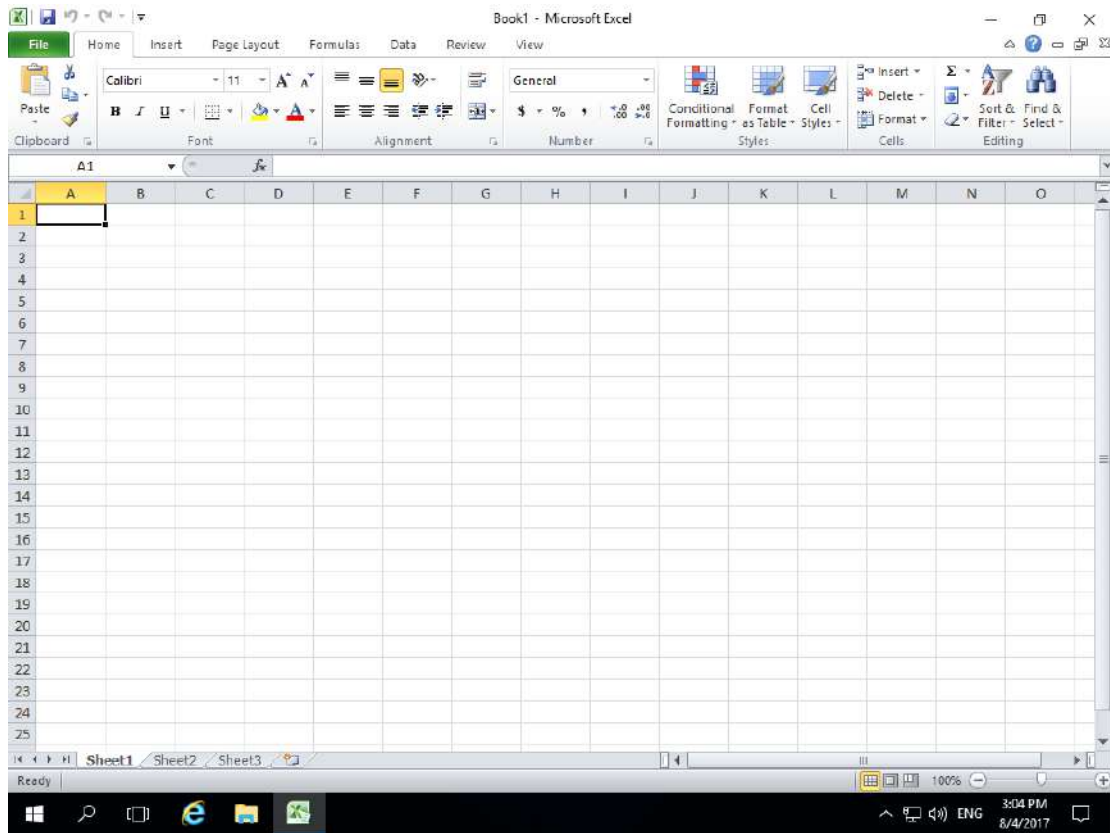 Book1 - Microsoft Excel
File Home Insert Page Layout Formulas Data Review View
Calibri 11 A A General Insert Σ
Delete
Paste B I U A $ % , .00 .00 Conditional Format Cell Format Sort & Find &
Formatting as Table Styles Filter Select
Clipboard Font Alignment Number Styles Cells Editing
A1 fx
A B C D E F G H I J K L M N O
1
2
3
4
5
6
7
8
9
10
11
12
13
14
15
16
17
18
19
20
21
22
23
24
25
Sheet1 Sheet2 Sheet3
Ready 100%
ENG 3:04 PM
8/4/2017